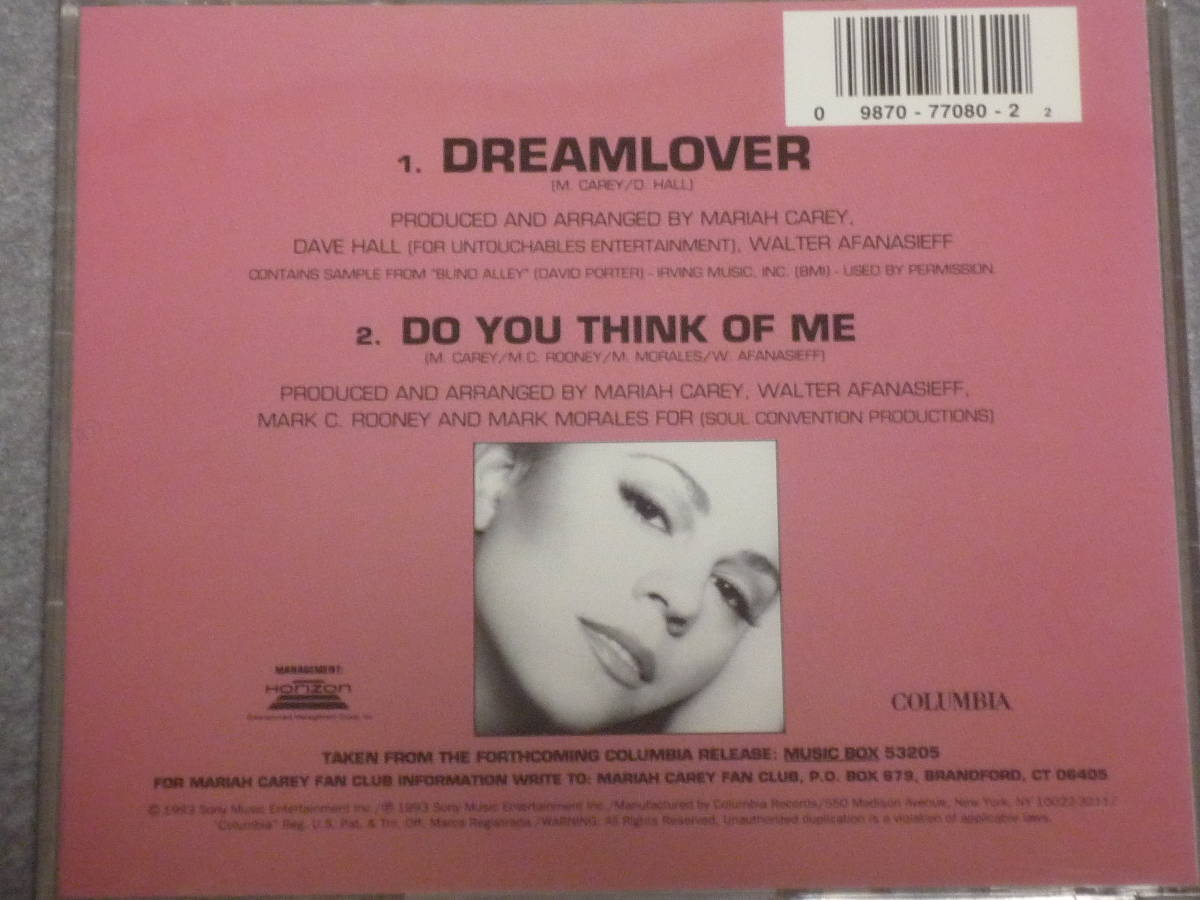 0 9870 - 77080 - 2 2
1. DREAMLOVER
(M. CAREY/D. HALL)
PRODUCED AND ARRANGED BY MARIAH CAREY,
DAVE HALL (FOR UNTOUCHABLES ENTERTAINMENT), WALTER AFANASIEFF
CONTAINS SAMPLE FROM "BLIND ALLEY" (DAVID PORTER) - IRVING MUSIC, INC. (BMI) - USED BY PERMISSION.
2. DO YOU THINK OF ME
(M. CAREY/M.C. ROONEY/M. MORALES/W. AFANASIEFF)
PRODUCED AND ARRANGED BY MARIAH CAREY, WALTER AFANASIEFF,
MARK C. ROONEY AND MARK MORALES FOR (SOUL CONVENTION PRODUCTIONS)
MANAGEMENT:
HORIZON
Entertainment Management Group, Inc.
COLUMBIA
TAKEN FROM THE FORTHCOMING COLUMBIA RELEASE: MUSIC BOX 53205
FOR MARIAH CAREY FAN CLUB INFORMATION WRITE TO: MARIAH CAREY FAN CLUB, P.O. BOX 679, BRANDFORD, CT 06405
© 1993 Sony Music Entertainment Inc./℗ 1993 Sony Music Entertainment Inc./Manufactured by Columbia Records/550 Madison Avenue, New York, NY 10022-3211/
"Columbia" Reg. U.S. Pat. & Tm. Off. Marca Registrada./WARNING: All Rights Reserved. Unauthorized duplication is a violation of applicable laws.